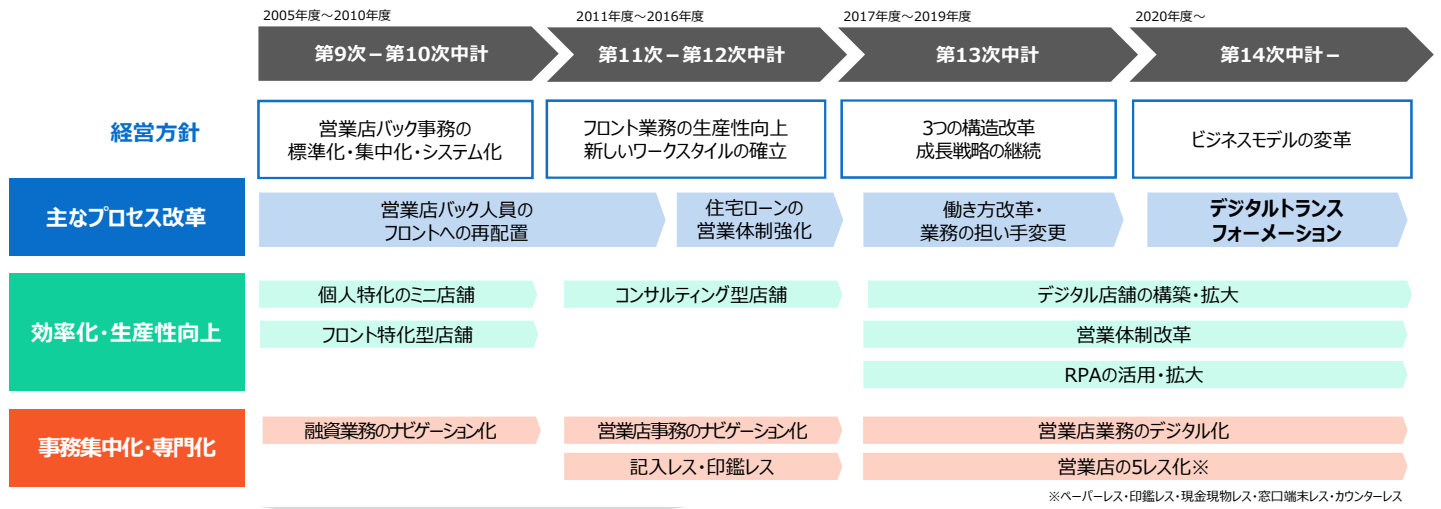 2005年度～2010年度
2011年度～2016年度
2017年度～2019年度
2020年度～
第9次－第10次中計
第11次－第12次中計
第13次中計
第14次中計－
経営方針
営業店バック事務の
標準化・集中化・システム化
フロント業務の生産性向上
新しいワークスタイルの確立
3つの構造改革
成長戦略の継続
ビジネスモデルの変革
主なプロセス改革
営業店バック人員の
フロントへの再配置
住宅ローンの
営業体制強化
働き方改革・
業務の担い手変更
デジタルトランス
フォーメーション
効率化・生産性向上
個人特化のミニ店舗
コンサルティング型店舗
デジタル店舗の構築・拡大
フロント特化型店舗
営業体制改革
RPAの活用・拡大
事務集中化・専門化
融資業務のナビゲーション化
営業店事務のナビゲーション化
営業店業務のデジタル化
記入レス・印鑑レス
営業店の5レス化※
※ペーパーレス・印鑑レス・現金現物レス・窓口端末レス・カウンターレス